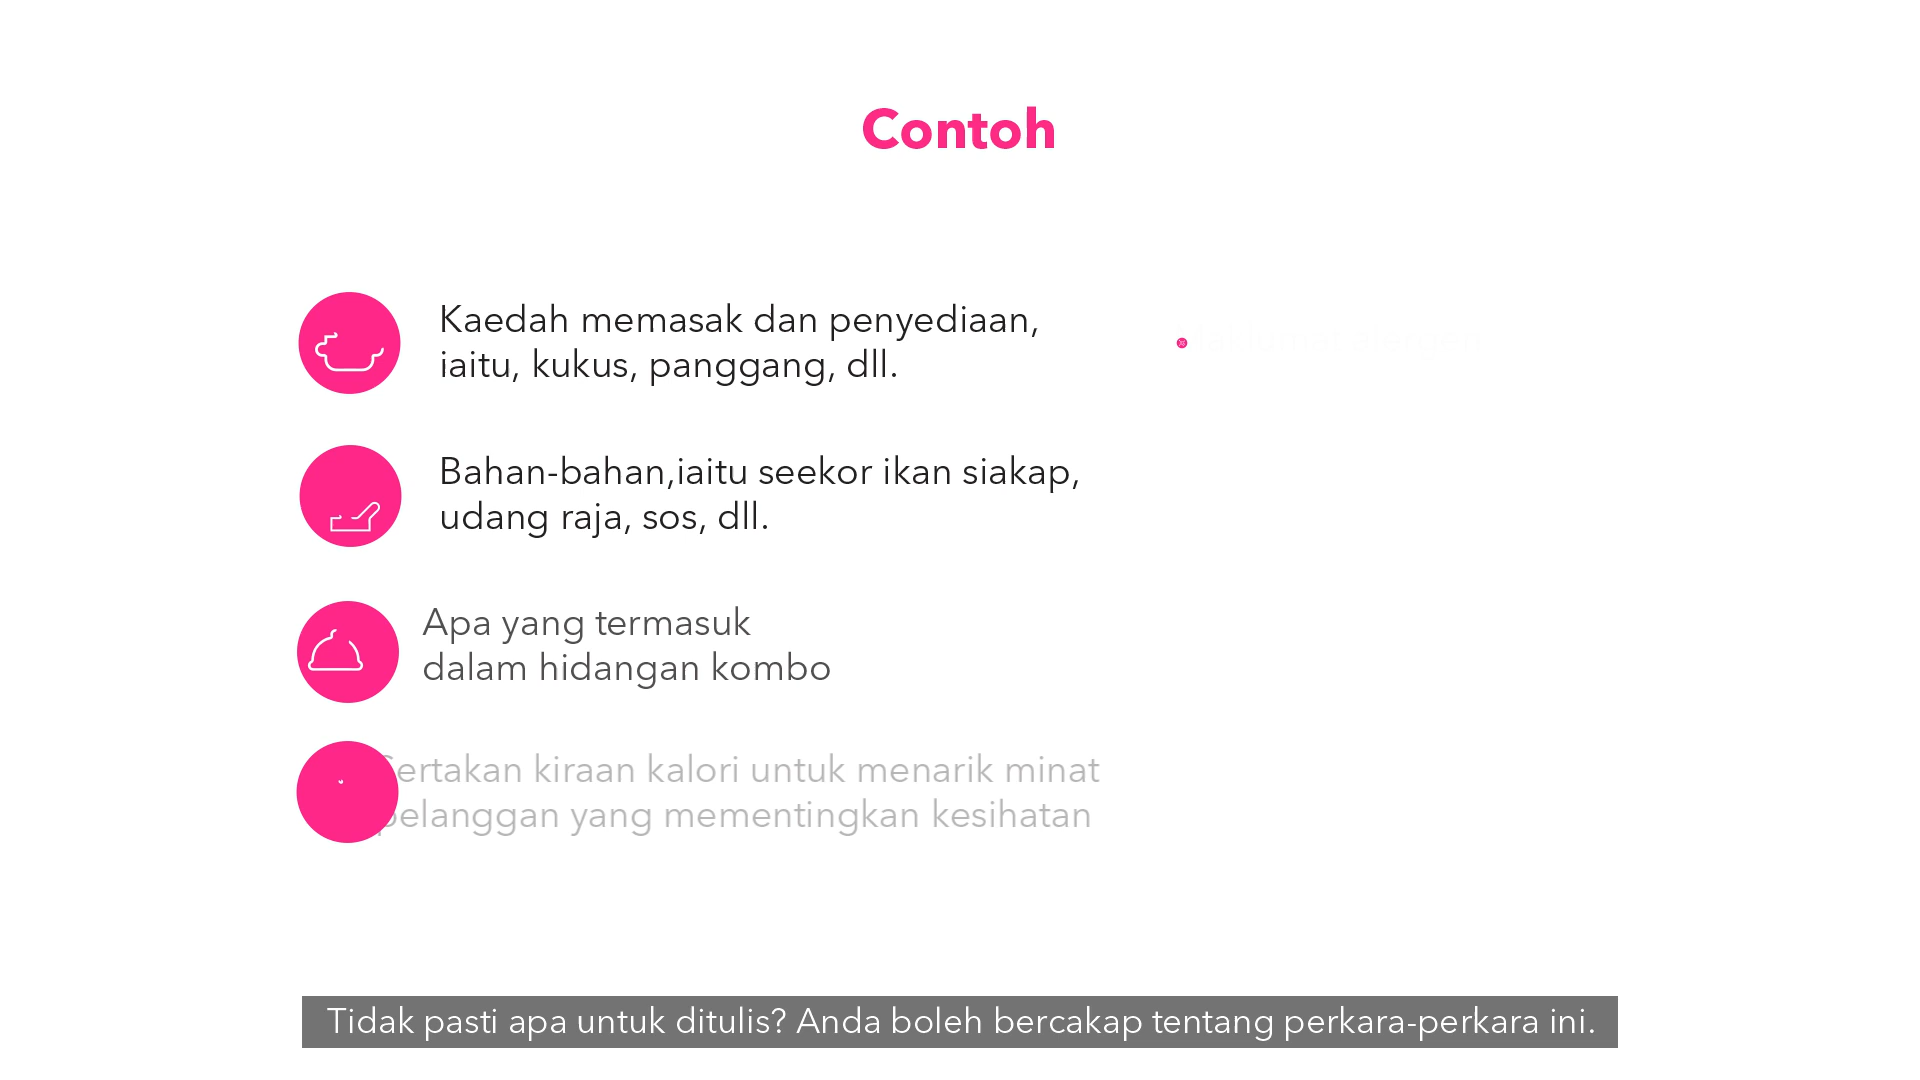 Contoh
Kaedah memasak dan penyediaan,
iaitu, kukus, panggang, dll.
Bahan-bahan,iaitu seekor ikan siakap,
udang raja, sos, dll.
Apa yang termasuk
dalam hidangan kombo
Sertakan kiraan kalori untuk menarik minat
pelanggan yang mementingkan kesihatan
Tidak pasti apa untuk ditulis? Anda boleh bercakap tentang perkara-perkara ini.